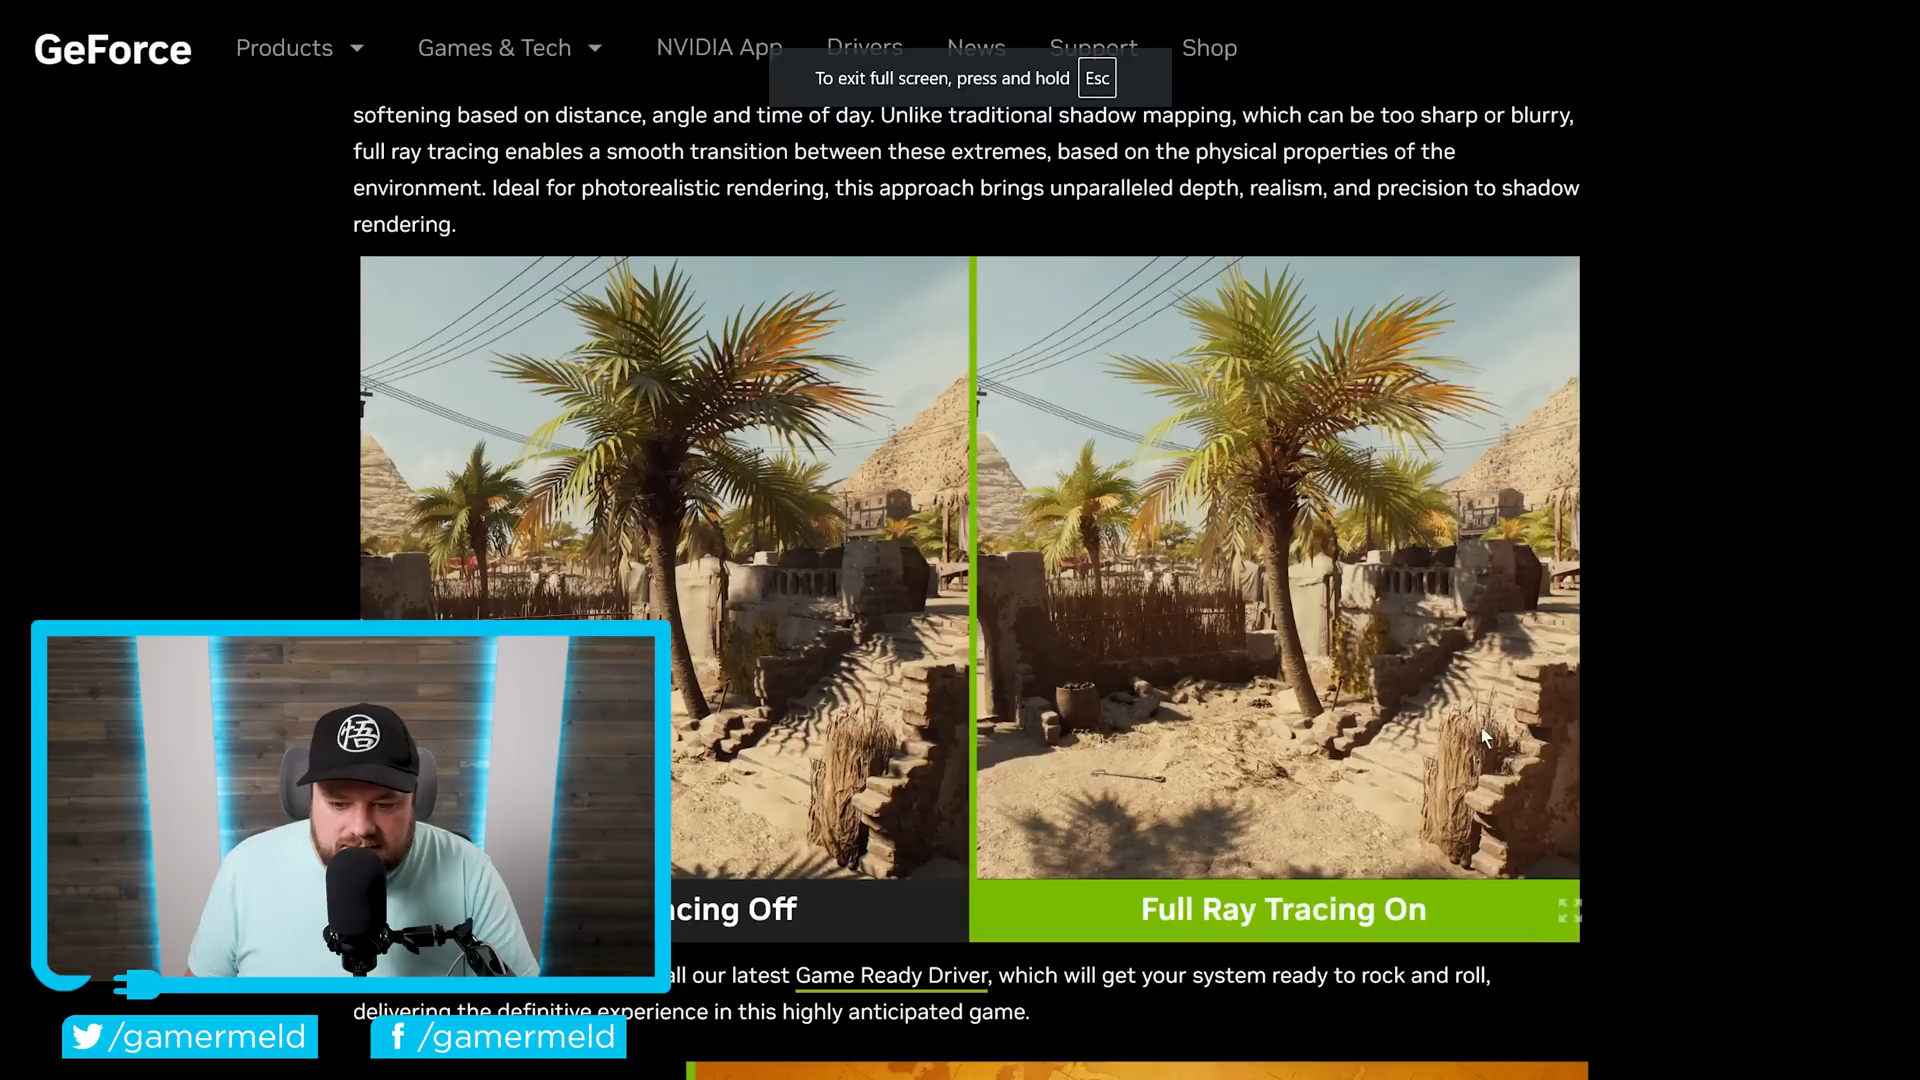 GeForce Products Games & Tech NVIDIA App Drivers News Support Shop
To exit full screen, press and hold Esc
softening based on distance, angle and time of day. Unlike traditional shadow mapping, which can be too sharp or blurry,
full ray tracing enables a smooth transition between these extremes, based on the physical properties of the
environment. Ideal for photorealistic rendering, this approach brings unparalleled depth, realism, and precision to shadow
rendering.
悟
cing Off
Full Ray Tracing On
all our latest Game Ready Driver, which will get your system ready to rock and roll,
delivering the definitive experience in this highly anticipated game.
/gamermeld
f /gamermeld